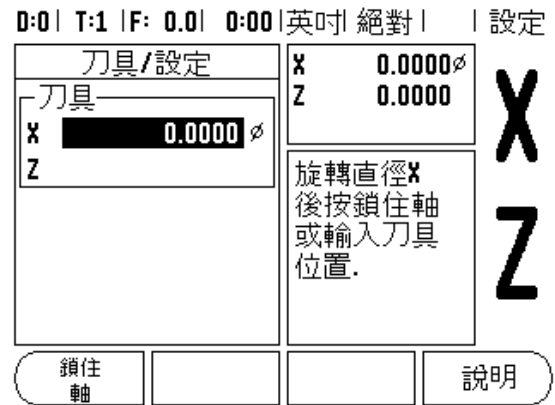 D:0| T:1 |F: 0.0| 0:00|英吋|絕對| |設定
刀具/設定
刀具
X 0.0000 ⌀
Z
X 0.0000⌀
Z 0.0000
旋轉直徑X
後按鎖住軸
或輸入刀具
位置.
X
Z
鎖住
軸
說明